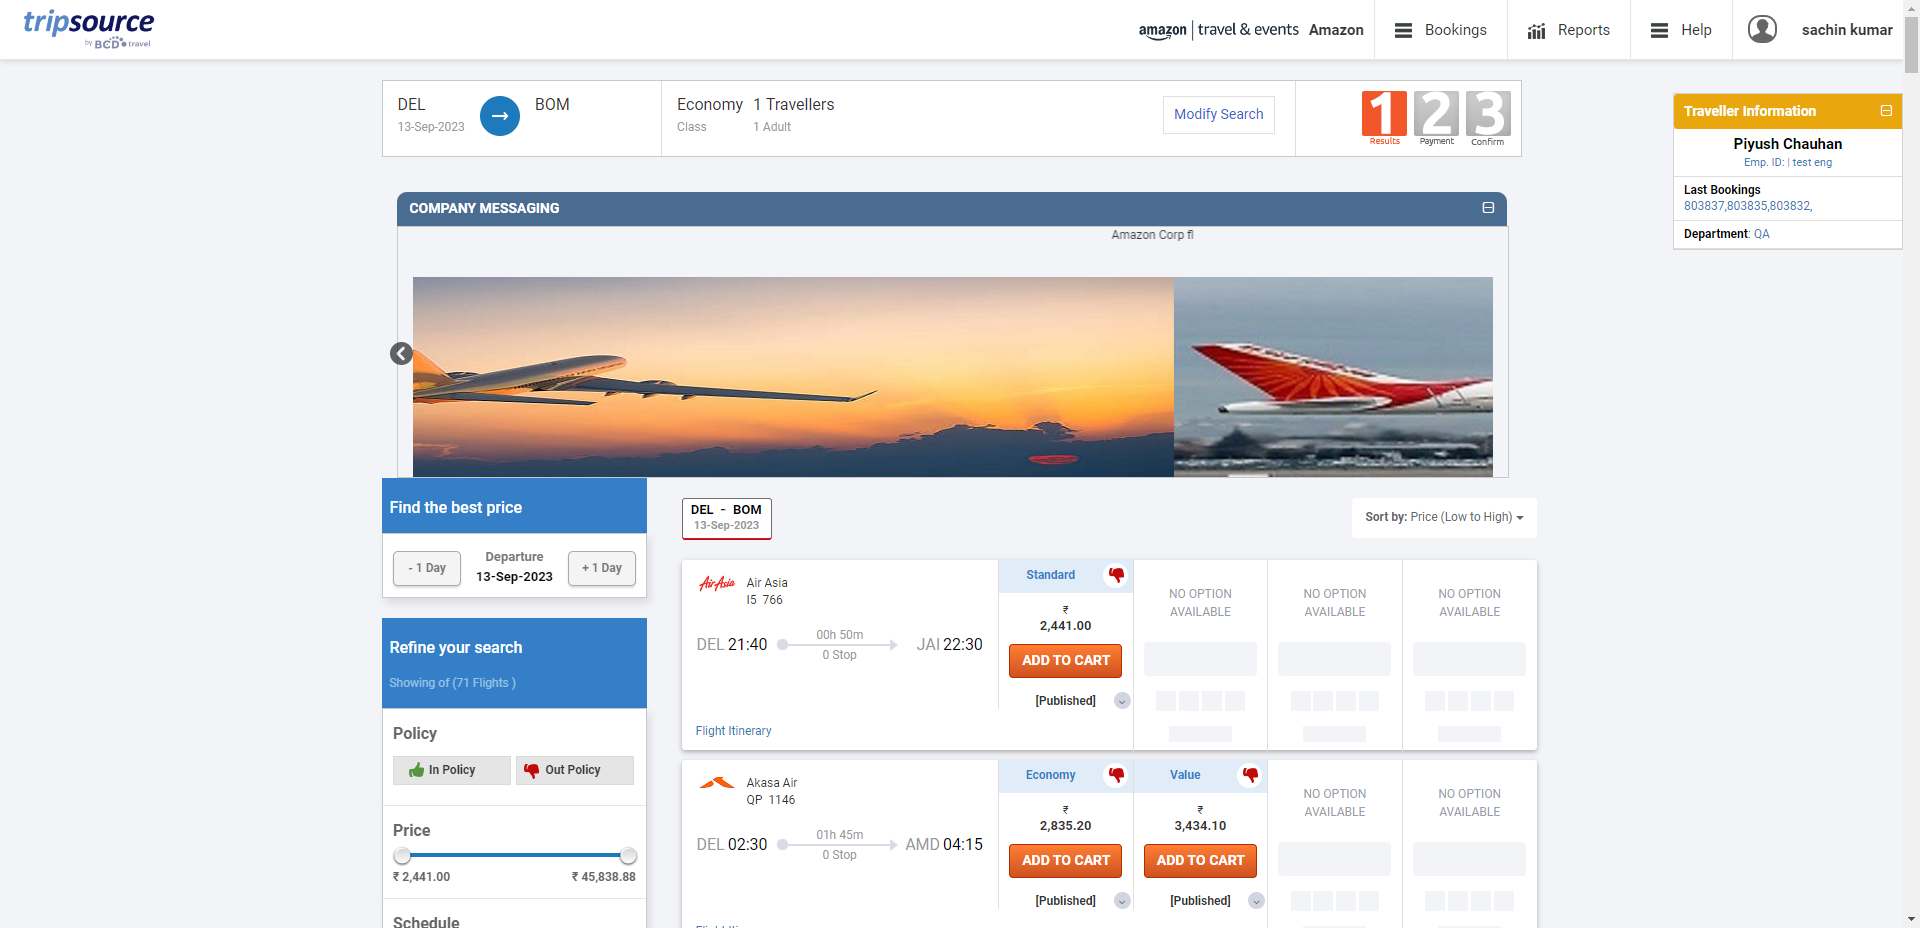 tripsource
by BCD travel
amazon | travel & events Amazon
Bookings
Reports
Help
sachin kumar
DEL
13-Sep-2023
BOM
Economy
Class
1 Travellers
1 Adult
Modify Search
1 2 3
Results Payment Confirm
Traveller Information
Piyush Chauhan
Emp. ID: | test eng
Last Bookings
803837,803835,803832,
Department: QA
COMPANY MESSAGING
Amazon Corp fl
Find the best price
- 1 Day
Departure
13-Sep-2023
+ 1 Day
Refine your search
Showing of (71 Flights )
Policy
In Policy
Out Policy
Price
₹ 2,441.00
₹ 45,838.88
Schedule
DEL - BOM
13-Sep-2023
Sort by: Price (Low to High)
AirAsia
Air Asia
I5 766
DEL 21:40
00h 50m
0 Stop
JAI 22:30
Flight Itinerary
Standard
₹
2,441.00
ADD TO CART
[Published]
NO OPTION
AVAILABLE
NO OPTION
AVAILABLE
NO OPTION
AVAILABLE
Akasa Air
QP 1146
DEL 02:30
01h 45m
0 Stop
AMD 04:15
Economy
₹
2,835.20
ADD TO CART
[Published]
Value
₹
3,434.10
ADD TO CART
[Published]
NO OPTION
AVAILABLE
NO OPTION
AVAILABLE